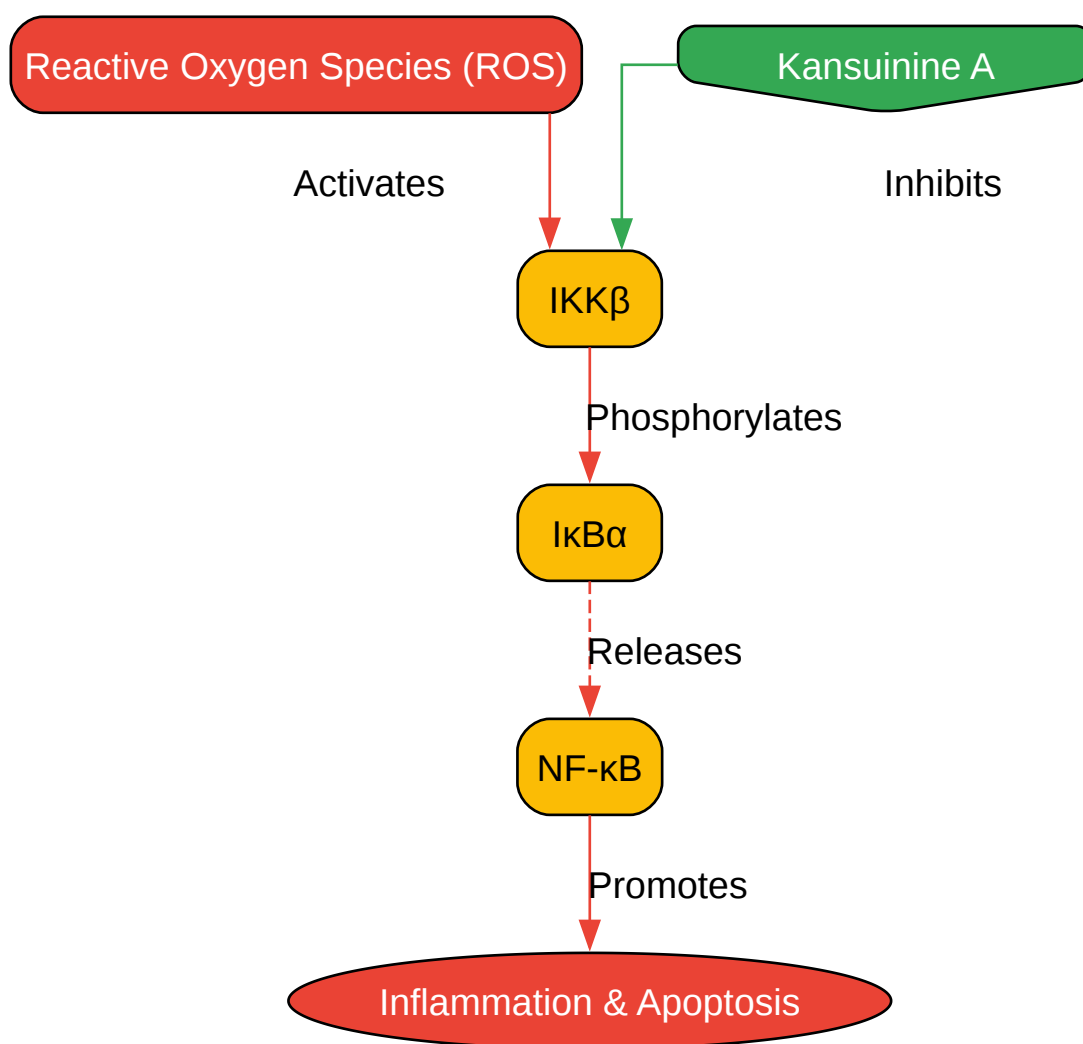 Reactive Oxygen Species (ROS)
Kansuinine A
Activates
Inhibits
IKKβ
Phosphorylates
IκBα
Releases
NF-κB
Promotes
Inflammation & Apoptosis